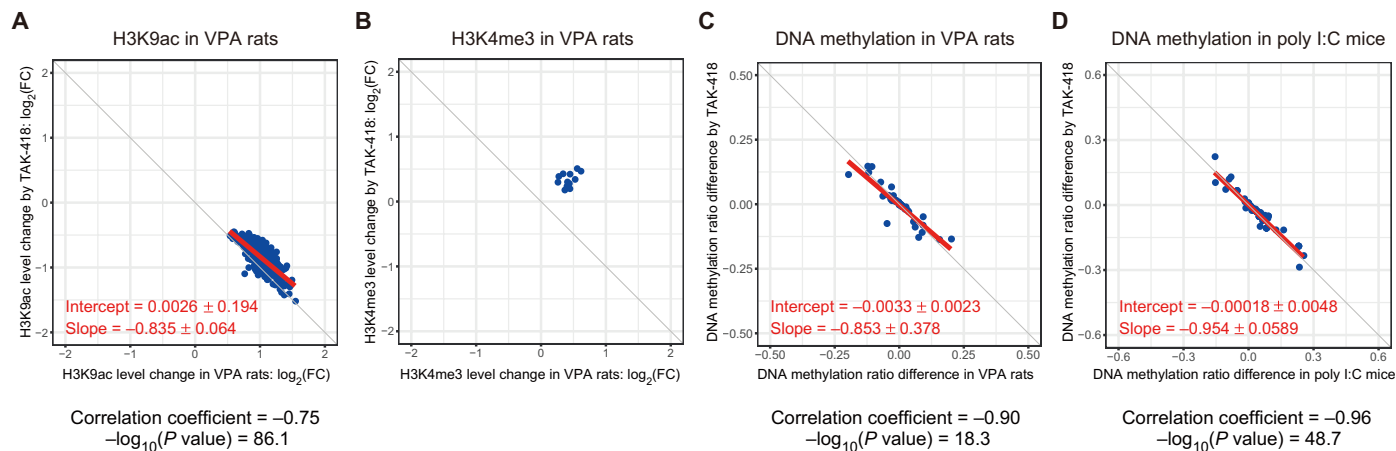 A
H3K9ac in VPA rats
H3K9ac level change by TAK-418: log2(FC)
2
1
0
−1
−2
Intercept = 0.0026 ± 0.194
Slope = −0.835 ± 0.064
−2
−1
0
1
2
H3K9ac level change in VPA rats: log2(FC)
Correlation coefficient = −0.75
−log10(P value) = 86.1
B
H3K4me3 in VPA rats
H3K4me3 level change by TAK-418: log2(FC)
2
1
0
−1
−2
−2
−1
0
1
2
H3K4me3 level change in VPA rats: log2(FC)
C
DNA methylation in VPA rats
DNA methylation ratio difference by TAK-418
0.50
0.25
0.00
−0.25
−0.50
Intercept = −0.0033 ± 0.0023
Slope = −0.853 ± 0.378
−0.50
−0.25
0.00
0.25
0.50
DNA methylation ratio difference in VPA rats
Correlation coefficient = −0.90
−log10(P value) = 18.3
D
DNA methylation in poly I:C mice
DNA methylation ratio difference by TAK-418
0.6
0.3
0.0
−0.3
−0.6
Intercept = −0.00018 ± 0.0048
Slope = −0.954 ± 0.0589
−0.6
−0.3
0.0
0.3
0.6
DNA methylation ratio difference in poly I:C mice
Correlation coefficient = −0.96
−log10(P value) = 48.7